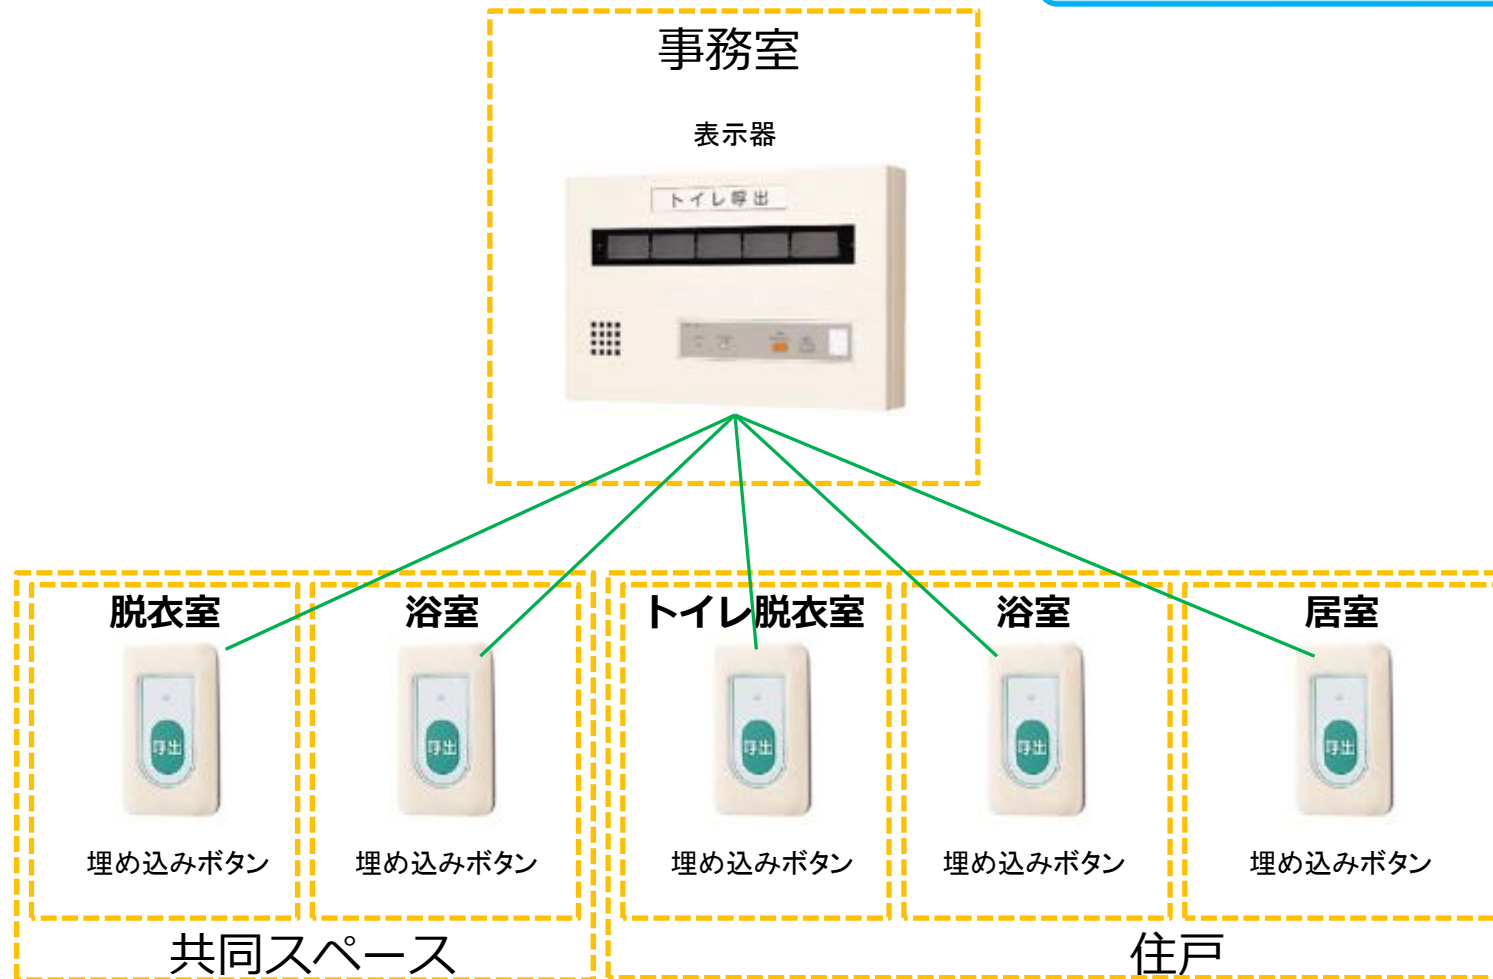 事務室
表示器
トイレ呼出
脱衣室
浴室
トイレ脱衣室
浴室
居室
呼出
呼出
呼出
呼出
呼出
埋め込みボタン
埋め込みボタン
埋め込みボタン
埋め込みボタン
埋め込みボタン
共同スペース
住戸